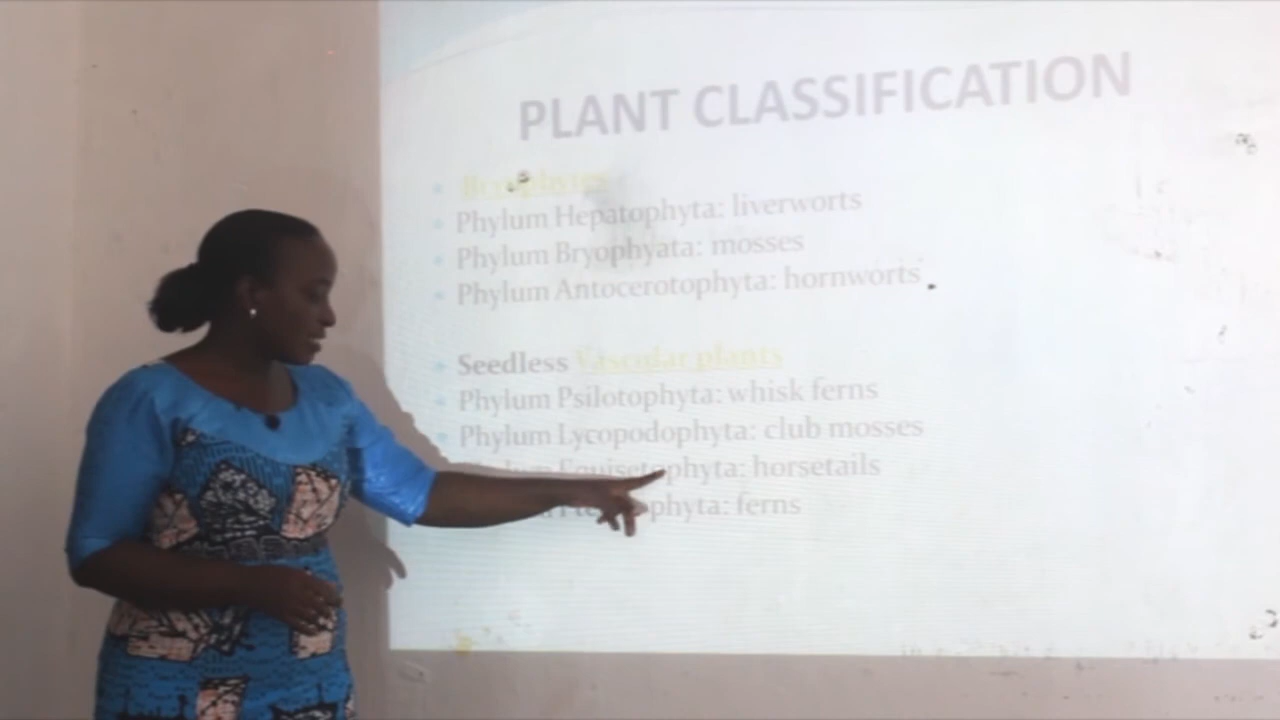 PLANT CLASSIFICATION
Bryophytes
Phylum Hepatophyta: liverworts
Phylum Bryophyata: mosses
Phylum Antocerotophyta: hornworts
Seedless Vascular plants
Phylum Psilotophyta: whisk ferns
Phylum Lycopodophyta: club mosses
Equisetophyta: horsetails
ferns